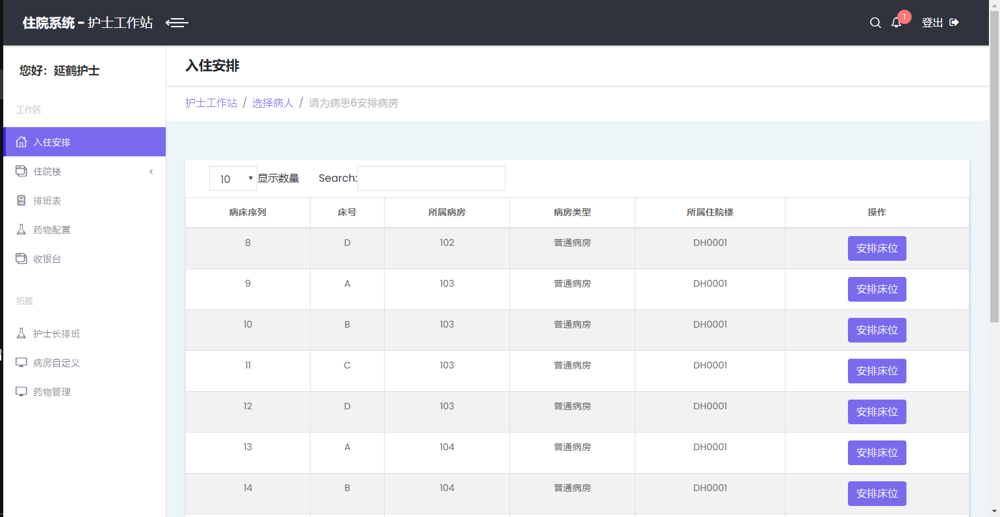 住院系统 - 护士工作站
1
登出
您好：延鹤护士
工作区
入住安排
住院楼
排班表
药物配置
收银台
拓展
护士长排班
病房自定义
药物管理
入住安排
护士工作站 / 选择病人 / 请为病患6安排病房
10 显示数量 Search:
病床序列 床号 所属病房 病房类型 所属住院楼 操作
8 D 102 普通病房 DH0001 安排床位
9 A 103 普通病房 DH0001 安排床位
10 B 103 普通病房 DH0001 安排床位
11 C 103 普通病房 DH0001 安排床位
12 D 103 普通病房 DH0001 安排床位
13 A 104 普通病房 DH0001 安排床位
14 B 104 普通病房 DH0001 安排床位